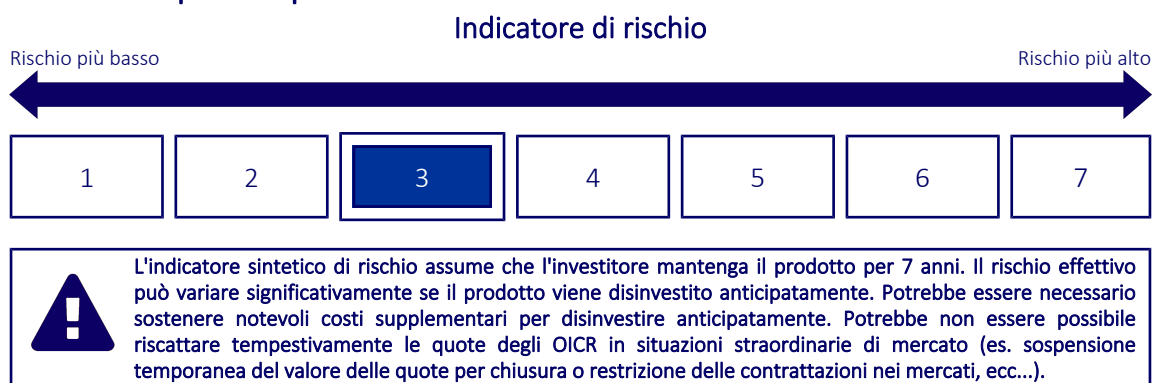 Indicatore di rischio
Rischio più basso
Rischio più alto
1 2 3 4 5 6 7
L'indicatore sintetico di rischio assume che l'investitore mantenga il prodotto per 7 anni. Il rischio effettivo
può variare significativamente se il prodotto viene disinvestito anticipatamente. Potrebbe essere necessario
sostenere notevoli costi supplementari per disinvestire anticipatamente. Potrebbe non essere possibile
riscattare tempestivamente le quote degli OICR in situazioni straordinarie di mercato (es. sospensione
temporanea del valore delle quote per chiusura o restrizione delle contrattazioni nei mercati, ecc...).